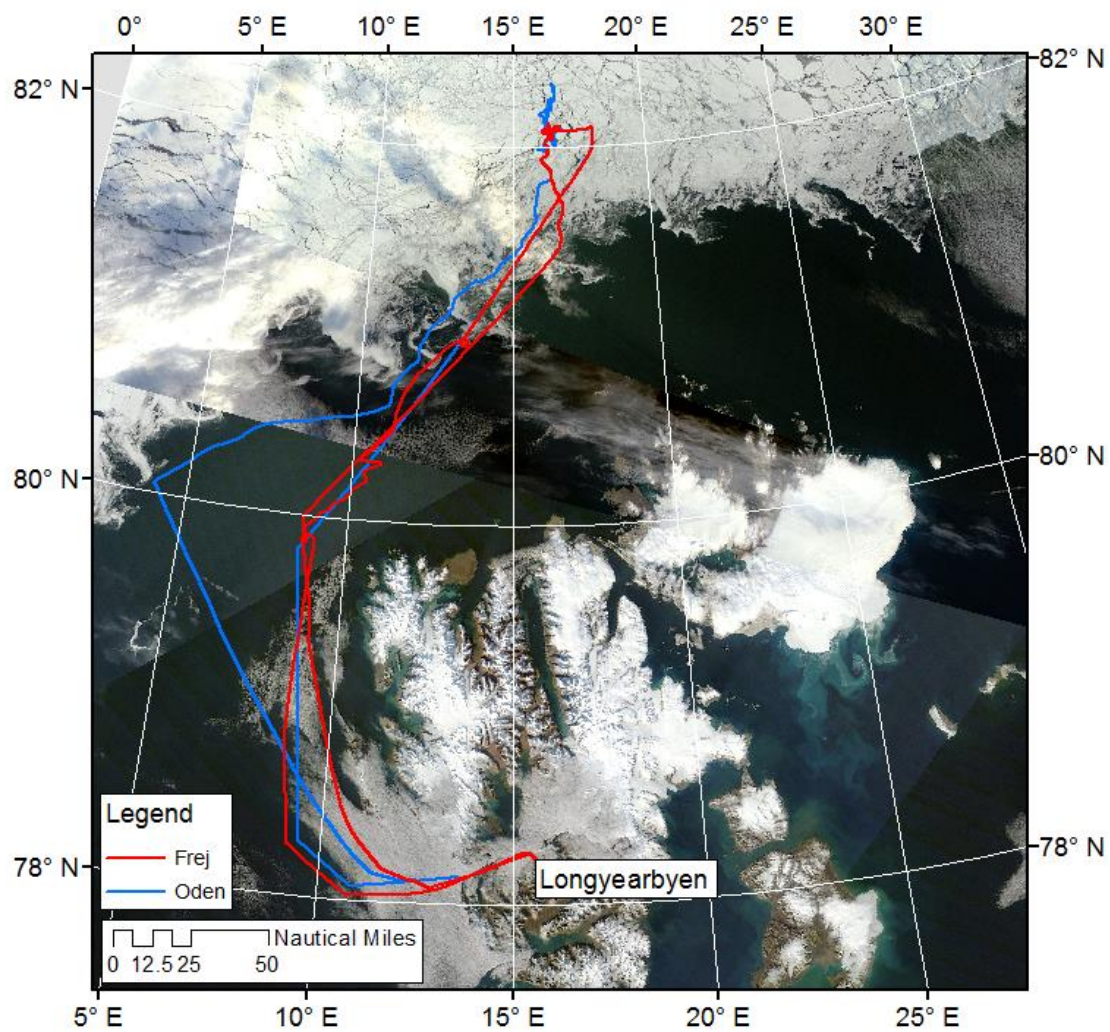 0° 5° E 10° E 15° E 20° E 25° E 30° E
82° N 82° N
80° N 80° N
78° N 78° N
Legend
Frej
Oden
Longyearbyen
Nautical Miles
0 12.5 25 50
5° E 10° E 15° E 20° E 25° E